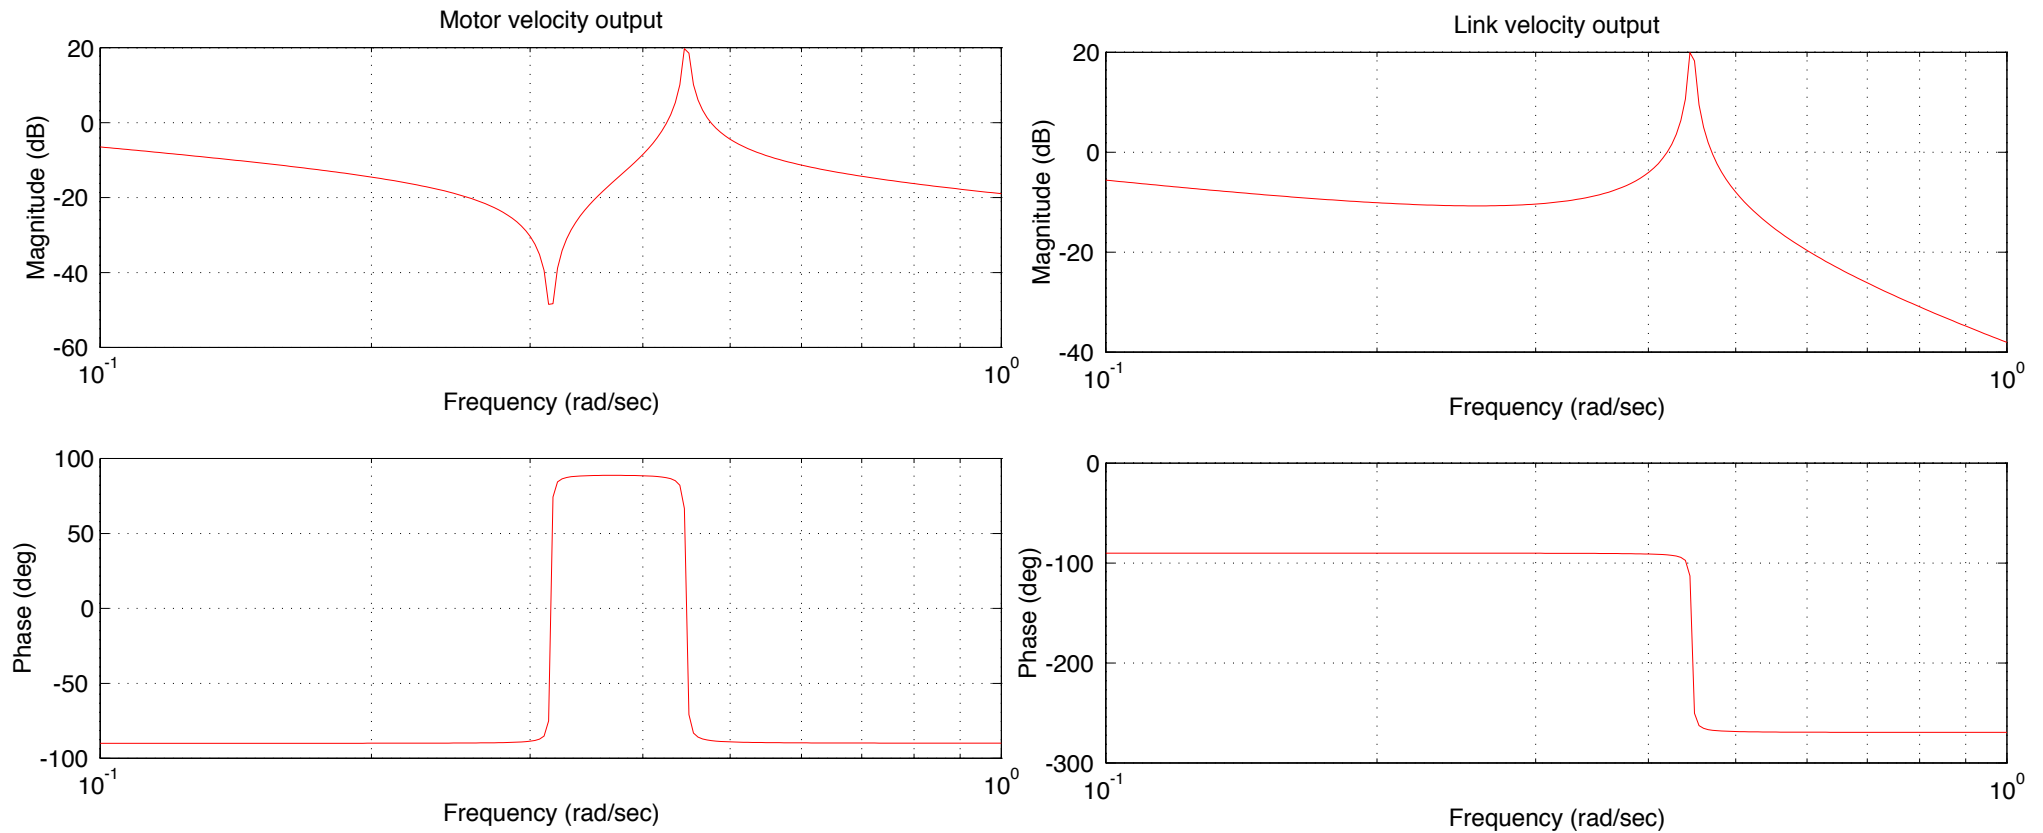 Motor velocity output
20
0
-20
-40
-60
Magnitude (dB)
10^-1
10^0
Frequency (rad/sec)
Link velocity output
20
0
-20
-40
Magnitude (dB)
10^-1
10^0
Frequency (rad/sec)
100
50
0
-50
-100
Phase (deg)
10^-1
10^0
Frequency (rad/sec)
0
-100
-200
-300
Phase (deg)
10^-1
10^0
Frequency (rad/sec)